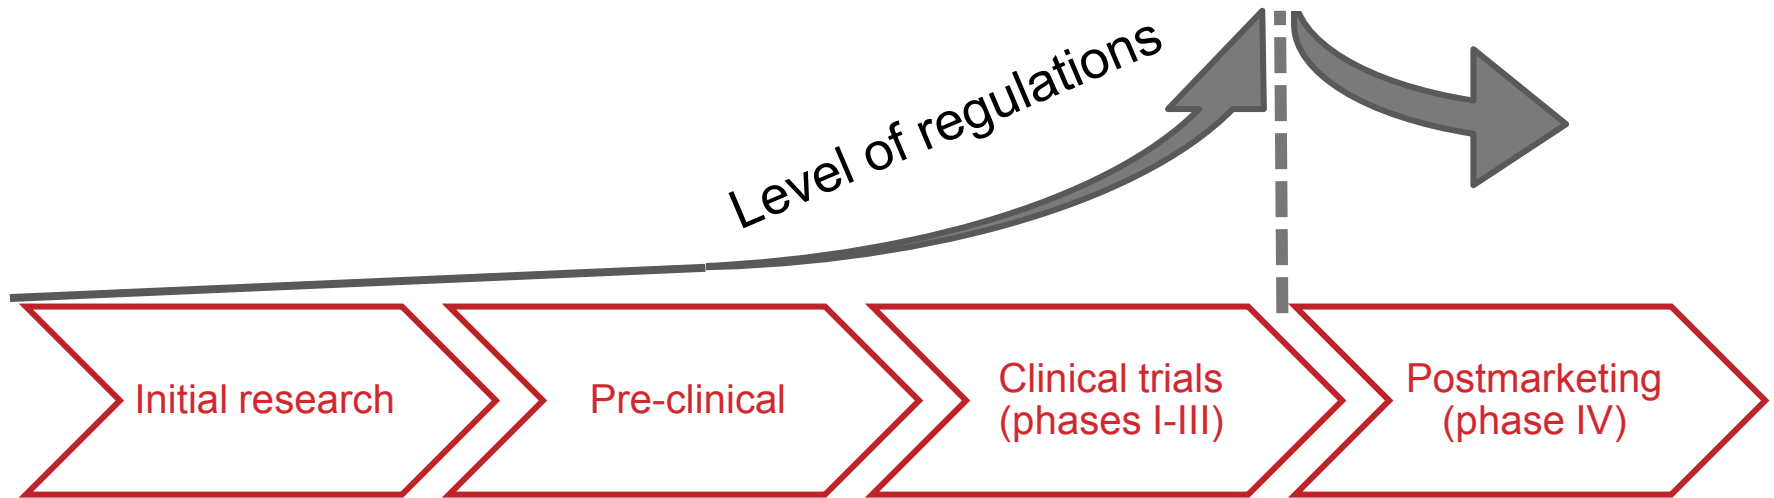 Level of regulations
Initial research
Pre-clinical
Clinical trials
(phases I-III)
Postmarketing
(phase IV)